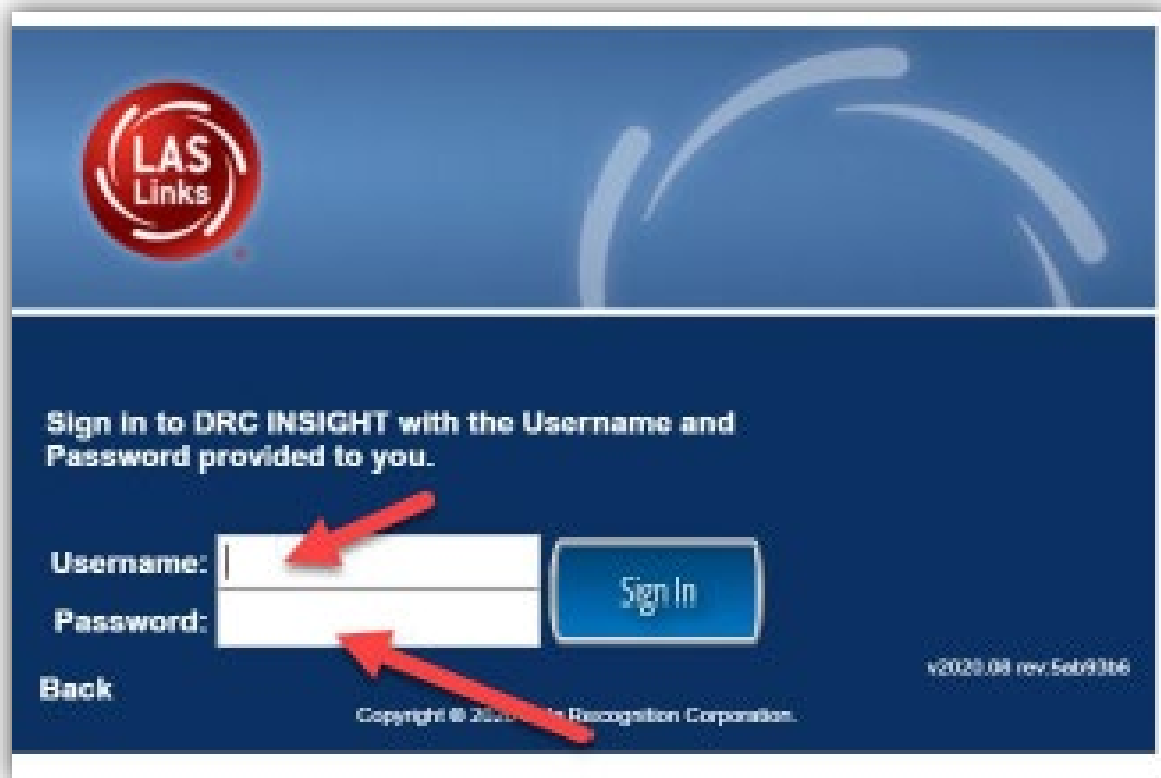 LAS
Links
Sign in to DRC INSIGHT with the Username and
Password provided to you.
Username:
Sign In
Password:
v2020.08 rev:5ab93b6
Back
Copyright © Recognition Corporation.